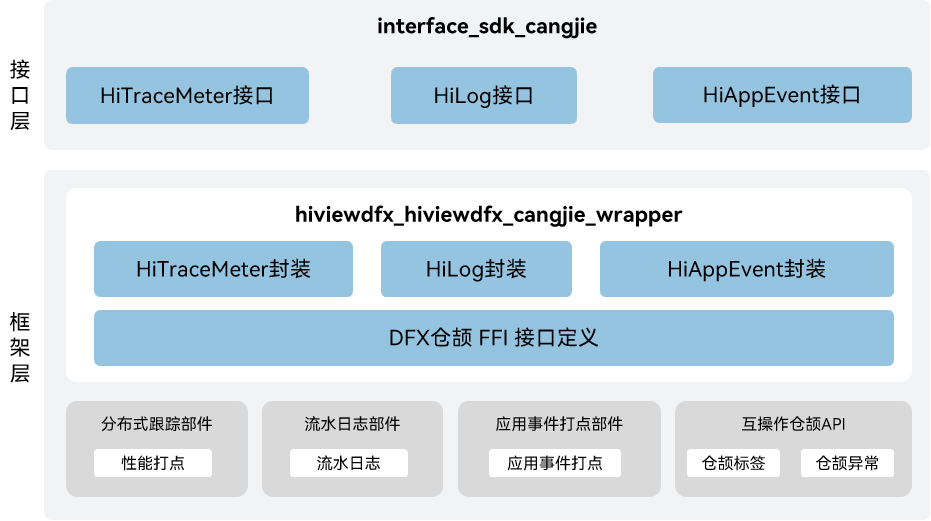 interface_sdk_cangjie
接口层
HiTraceMeter接口
HiLog接口
HiAppEvent接口
hiviewdfx_hiviewdfx_cangjie_wrapper
HiTraceMeter封装
HiLog封装
HiAppEvent封装
框架层
DFX仓颉 FFI 接口定义
分布式跟踪部件
流水日志部件
应用事件打点部件
互操作仓颉API
性能打点
流水日志
应用事件打点
仓颉标签
仓颉异常